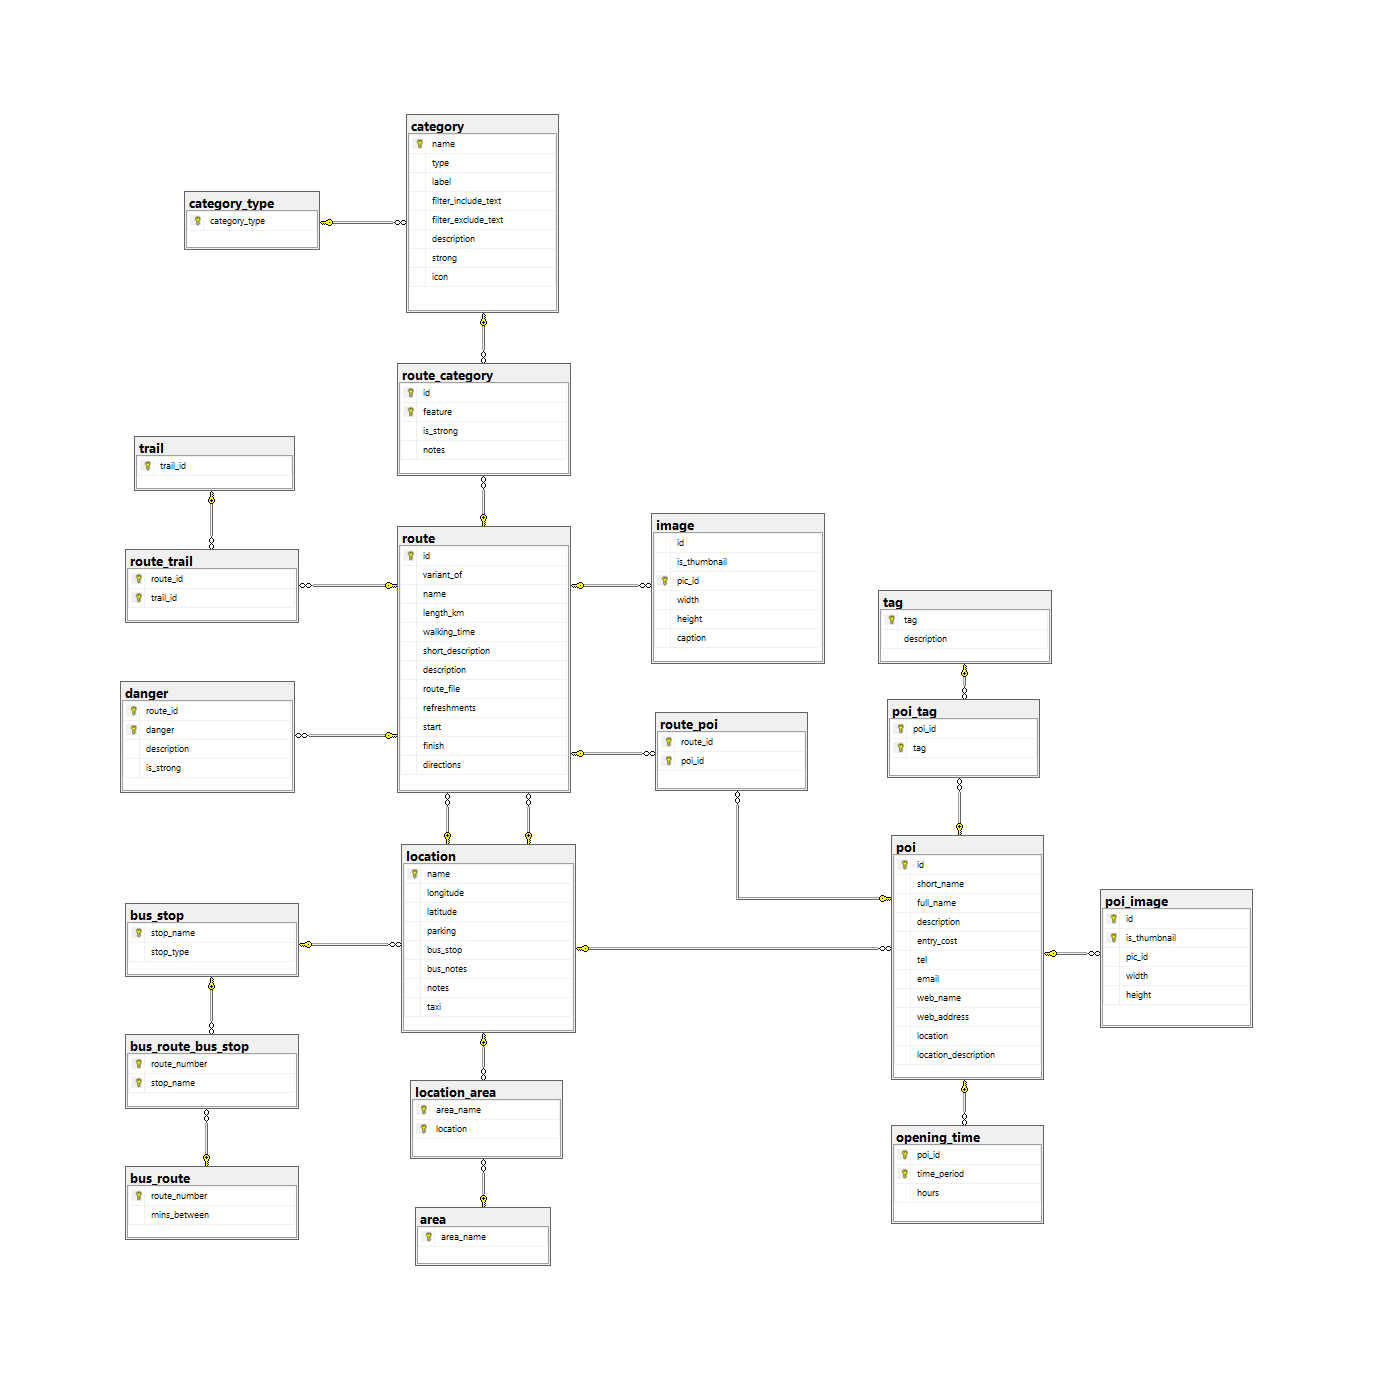 category
name
type
label
filter_include_text
filter_exclude_text
description
strong
icon
category_type
category_type
route_category
id
feature
is_strong
notes
trail
trail_id
route_trail
route_id
trail_id
route
id
variant_of
name
length_km
walking_time
short_description
description
route_file
refreshments
start
finish
directions
image
id
is_thumbnail
pic_id
width
height
caption
tag
tag
description
danger
route_id
danger
description
is_strong
route_poi
route_id
poi_id
poi_tag
poi_id
tag
location
name
longitude
latitude
parking
bus_stop
bus_notes
notes
taxi
poi
id
short_name
full_name
description
entry_cost
tel
email
web_name
web_address
location
location_description
poi_image
id
is_thumbnail
pic_id
width
height
bus_stop
stop_name
stop_type
bus_route_bus_stop
route_number
stop_name
location_area
area_name
location
opening_time
poi_id
time_period
hours
bus_route
route_number
mins_between
area
area_name